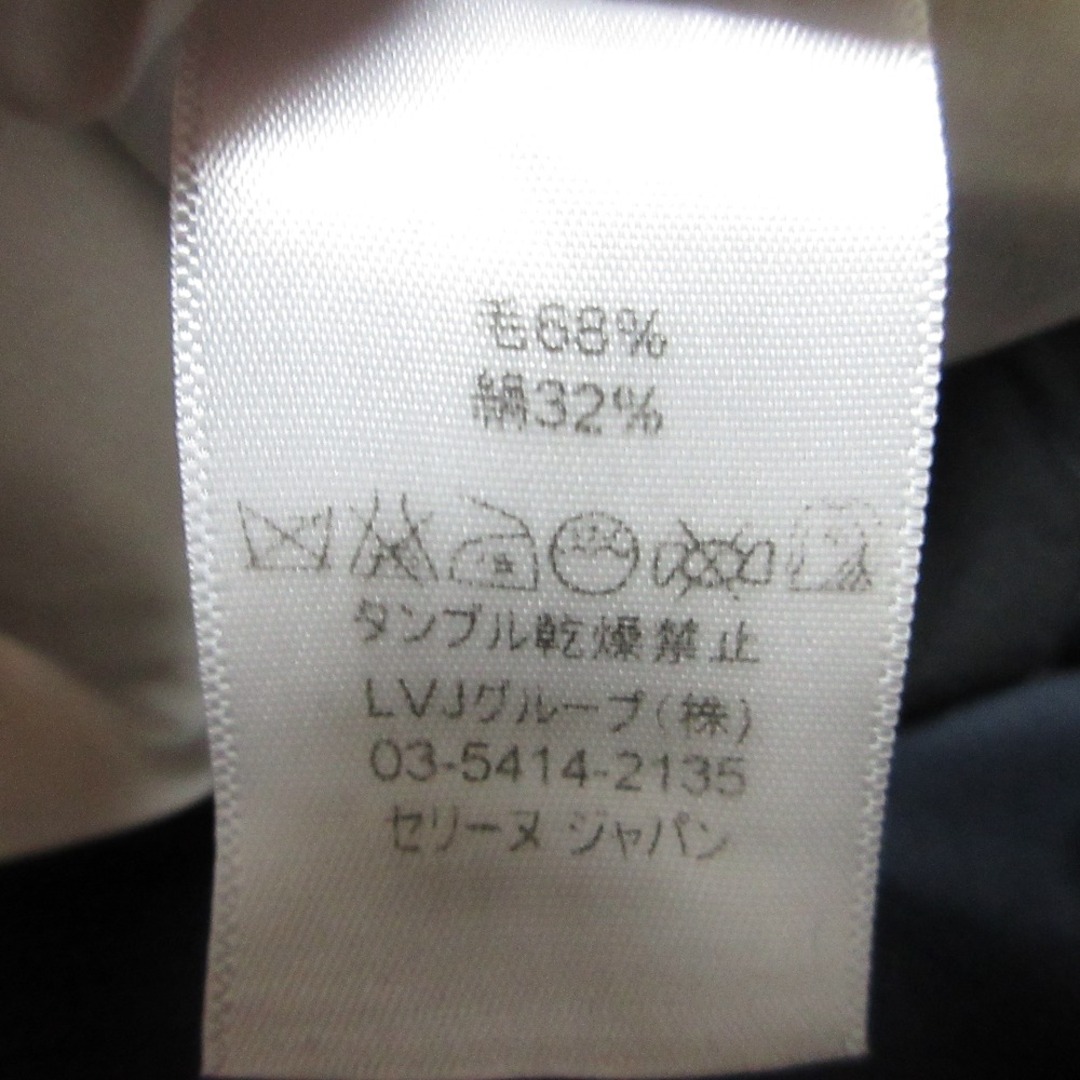 毛68%
絹32%
タンブル乾燥禁止
LVJグループ(株)
03-5414-2135
セリーヌ ジャパン